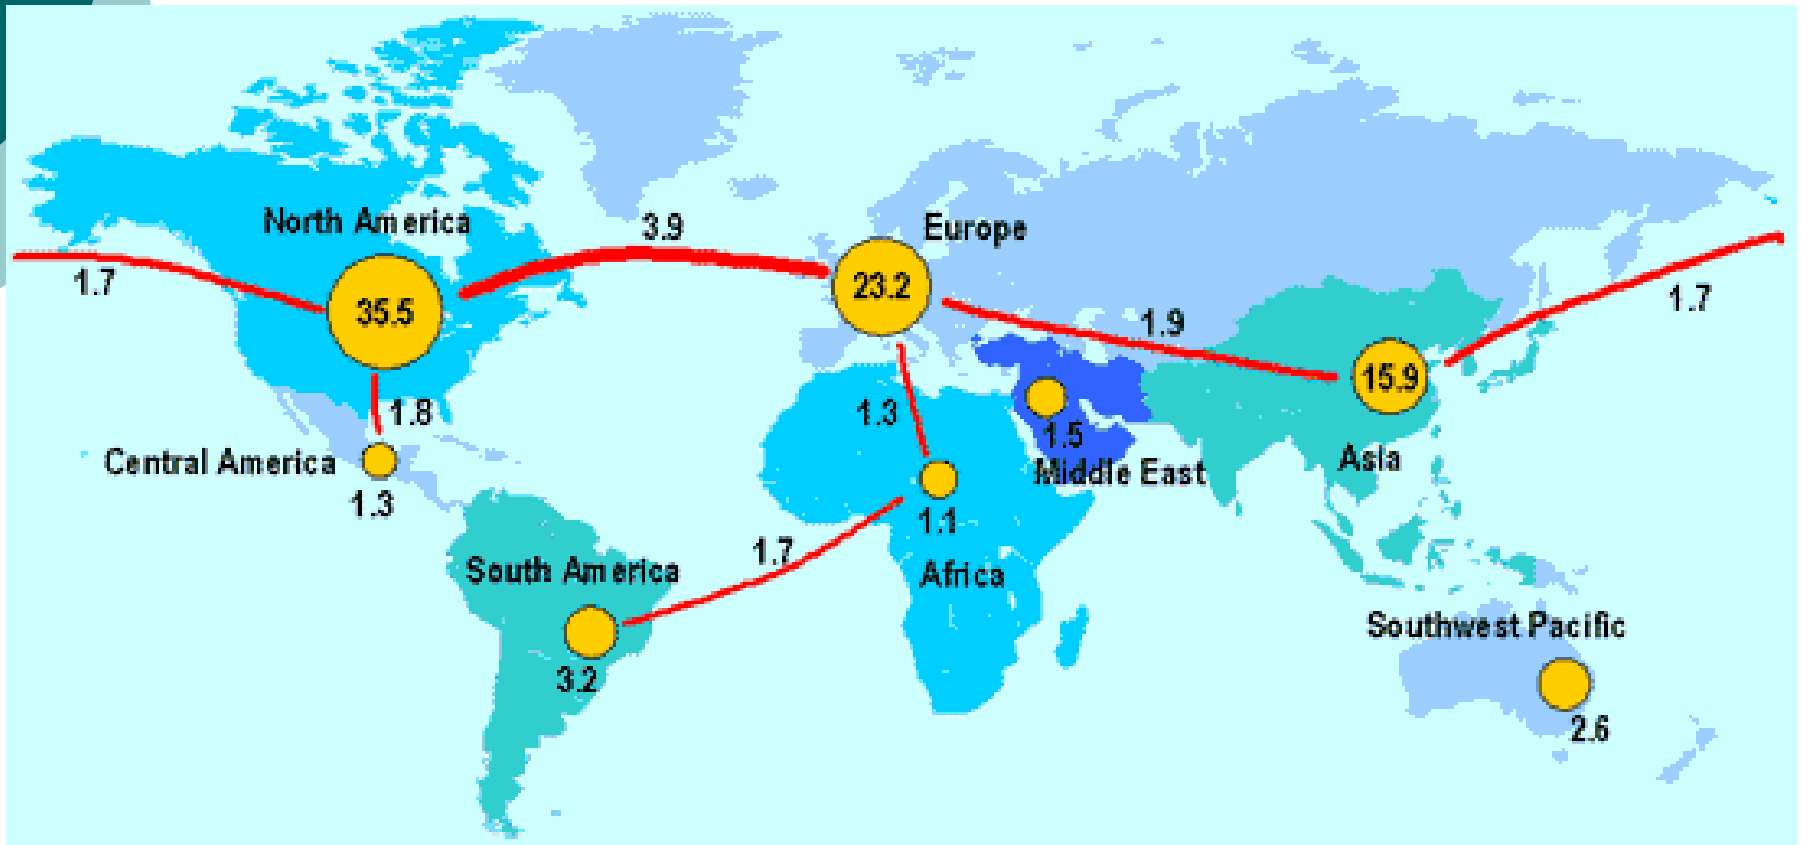 North America
3.9
Europe
1.7
35.5
23.2
1.9
1.7
15.9
1.8
1.3
1.5
Central America
Middle East
Asia
1.3
1.1
1.7
South America
Africa
Southwest Pacific
3.2
2.6